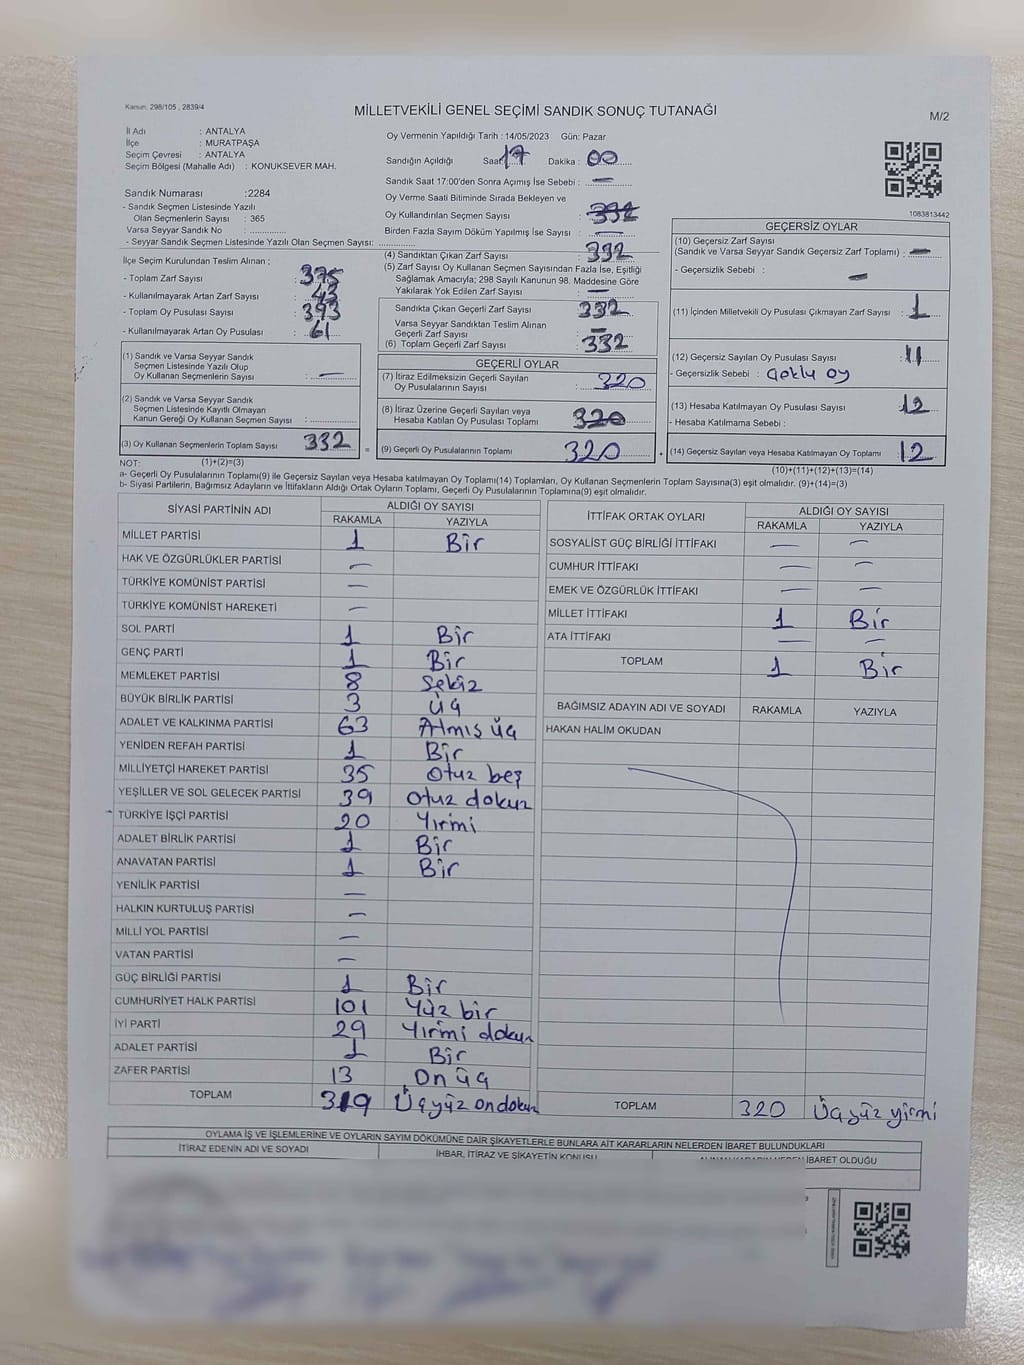 Kanun; 298/105 , 2839/4
MİLLETVEKİLİ GENEL SEÇİMİ SANDIK SONUÇ TUTANAĞI
M/2
İl Adı : ANTALYA
İlçe : MURATPAŞA
Seçim Çevresi : ANTALYA
Seçim Bölgesi (Mahalle Adı) : KONUKSEVER MAH.
Sandık Numarası :2284
- Sandık Seçmen Listesinde Yazılı
Olan Seçmenlerin Sayısı : 365
Varsa Seyyar Sandık No : ..............
- Seyyar Sandık Seçmen Listesinde Yazılı Olan Seçmen Sayısı: ..............
Oy Vermenin Yapıldığı Tarih : 14/05/2023 Gün: Pazar
Sandığın Açıldığı Saat 17 Dakika : 00
Sandık Saat 17:00'den Sonra Açımış İse Sebebi : —
Oy Verme Saati Bitiminde Sırada Bekleyen ve
Oy Kullandırılan Seçmen Sayısı : 332
Birden Fazla Sayım Döküm Yapılmış İse Sayısı : —
1083813442
İlçe Seçim Kurulundan Teslim Alınan ;
- Toplam Zarf Sayısı : 375
- Kullanılmayarak Artan Zarf Sayısı : 43
- Toplam Oy Pusulası Sayısı : 393
- Kullanılmayarak Artan Oy Pusulası : 61
(4) Sandıktan Çıkan Zarf Sayısı : 332
(5) Zarf Sayısı Oy Kullanan Seçmen Sayısından Fazla İse, Eşitliği
Sağlamak Amacıyla; 298 Sayılı Kanunun 98. Maddesine Göre
Yakılarak Yok Edilen Zarf Sayısı : —
Sandıkta Çıkan Geçerli Zarf Sayısı : 332
Varsa Seyyar Sandıktan Teslim Alınan
Geçerli Zarf Sayısı : —
(6) Toplam Geçerli Zarf Sayısı : 332
GEÇERSİZ OYLAR
(10) Geçersiz Zarf Sayısı
(Sandık ve Varsa Seyyar Sandık Geçersiz Zarf Toplamı) : —
- Geçersizlik Sebebi : —
(11) İçinden Milletvekili Oy Pusulası Çıkmayan Zarf Sayısı : 1
(12) Geçersiz Sayılan Oy Pusulası Sayısı : 11
- Geçersizlik Sebebi : Çoklu oy
(13) Hesaba Katılmayan Oy Pusulası Sayısı : 12
- Hesaba Katılmama Sebebi :
(14) Geçersiz Sayılan veya Hesaba Katılmayan Oy Toplamı 12
(10)+(11)+(12)+(13)=(14)
(1) Sandık ve Varsa Seyyar Sandık
Seçmen Listesinde Yazılı Olup
Oy Kullanan Seçmenlerin Sayısı : —
(2) Sandık ve Varsa Seyyar Sandık
Seçmen Listesinde Kayıtlı Olmayan
Kanun Gereği Oy Kullanan Seçmen Sayısı : ..............
(3) Oy Kullanan Seçmenlerin Toplam Sayısı 332 =
(1)+(2)=(3)
GEÇERLİ OYLAR
(7) İtiraz Edilmeksizin Geçerli Sayılan
Oy Pusulalarının Sayısı : 320
(8) İtiraz Üzerine Geçerli Sayılan veya
Hesaba Katılan Oy Pusulası Toplamı : 320
(9) Geçerli Oy Pusulalarının Toplamı 320 +
NOT:
a- Geçerli Oy Pusulalarının Toplamı(9) ile Geçersiz Sayılan veya Hesaba katılmayan Oy Toplamı(14) Toplamları, Oy Kullanan Seçmenlerin Toplam Sayısına(3) eşit olmalıdır. (9)+(14)=(3)
b- Siyasi Partilerin, Bağımsız Adayların ve İttifakların Aldığı Ortak Oyların Toplamı, Geçerli Oy Pusulalarının Toplamına(9) eşit olmalıdır.
SİYASİ PARTİNİN ADI ALDIĞI OY SAYISI
RAKAMLA YAZIYLA
MİLLET PARTİSİ 1 Bir
HAK VE ÖZGÜRLÜKLER PARTİSİ —
TÜRKİYE KOMÜNİST PARTİSİ —
TÜRKİYE KOMÜNİST HAREKETİ —
SOL PARTİ 1 Bir
GENÇ PARTİ 1 Bir
MEMLEKET PARTİSİ 8 Sekiz
BÜYÜK BİRLİK PARTİSİ 3 Üç
ADALET VE KALKINMA PARTİSİ 63 Atmış üç
YENİDEN REFAH PARTİSİ 1 Bir
MİLLİYETÇİ HAREKET PARTİSİ 35 Otuz beş
YEŞİLLER VE SOL GELECEK PARTİSİ 39 Otuz dokuz
TÜRKİYE İŞÇİ PARTİSİ 20 Yirmi
ADALET BİRLİK PARTİSİ 1 Bir
ANAVATAN PARTİSİ 1 Bir
YENİLİK PARTİSİ —
HALKIN KURTULUŞ PARTİSİ —
MİLLİ YOL PARTİSİ —
VATAN PARTİSİ —
GÜÇ BİRLİĞİ PARTİSİ 1 Bir
CUMHURİYET HALK PARTİSİ 101 Yüz bir
İYİ PARTİ 29 Yirmi dokuz
ADALET PARTİSİ 1 Bir
ZAFER PARTİSİ 13 On üç
TOPLAM 319 Üçyüz ondokuz
İTTİFAK ORTAK OYLARI ALDIĞI OY SAYISI
RAKAMLA YAZIYLA
SOSYALİST GÜÇ BİRLİĞİ İTTİFAKI — —
CUMHUR İTTİFAKI — —
EMEK VE ÖZGÜRLÜK İTTİFAKI — —
MİLLET İTTİFAKI 1 Bir
ATA İTTİFAKI — —
TOPLAM 1 Bir
BAĞIMSIZ ADAYIN ADI VE SOYADI RAKAMLA YAZIYLA
HAKAN HALİM OKUDAN
TOPLAM 320 Üçyüz yirmi
OYLAMA İŞ VE İŞLEMLERİNE VE OYLARIN SAYIM DÖKÜMÜNE DAİR ŞİKAYETLERLE BUNLARA AİT KARARLARIN NELERDEN İBARET BULUNDUKLARI
İTİRAZ EDENİN ADI VE SOYADI İHBAR, İTİRAZ VE ŞİKAYETİN KONUSU İBARET OLDUĞU